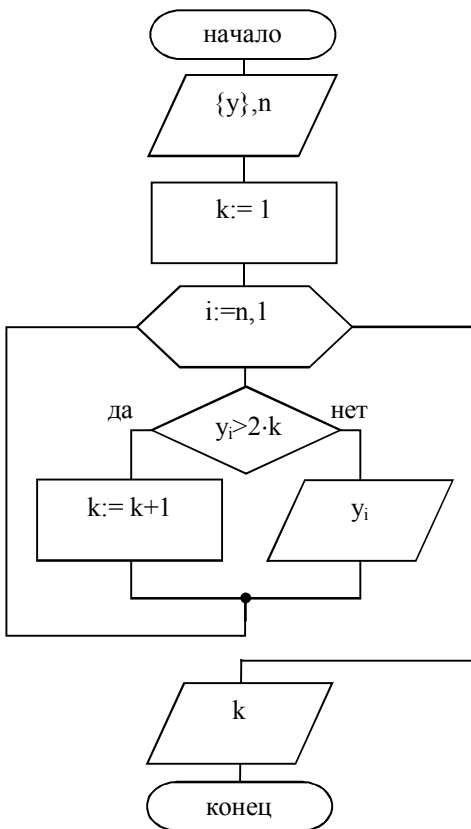 начало
{y},n
k:= 1
i:=n,1
да
yᵢ>2·k
нет
k:= k+1
yᵢ
k
конец